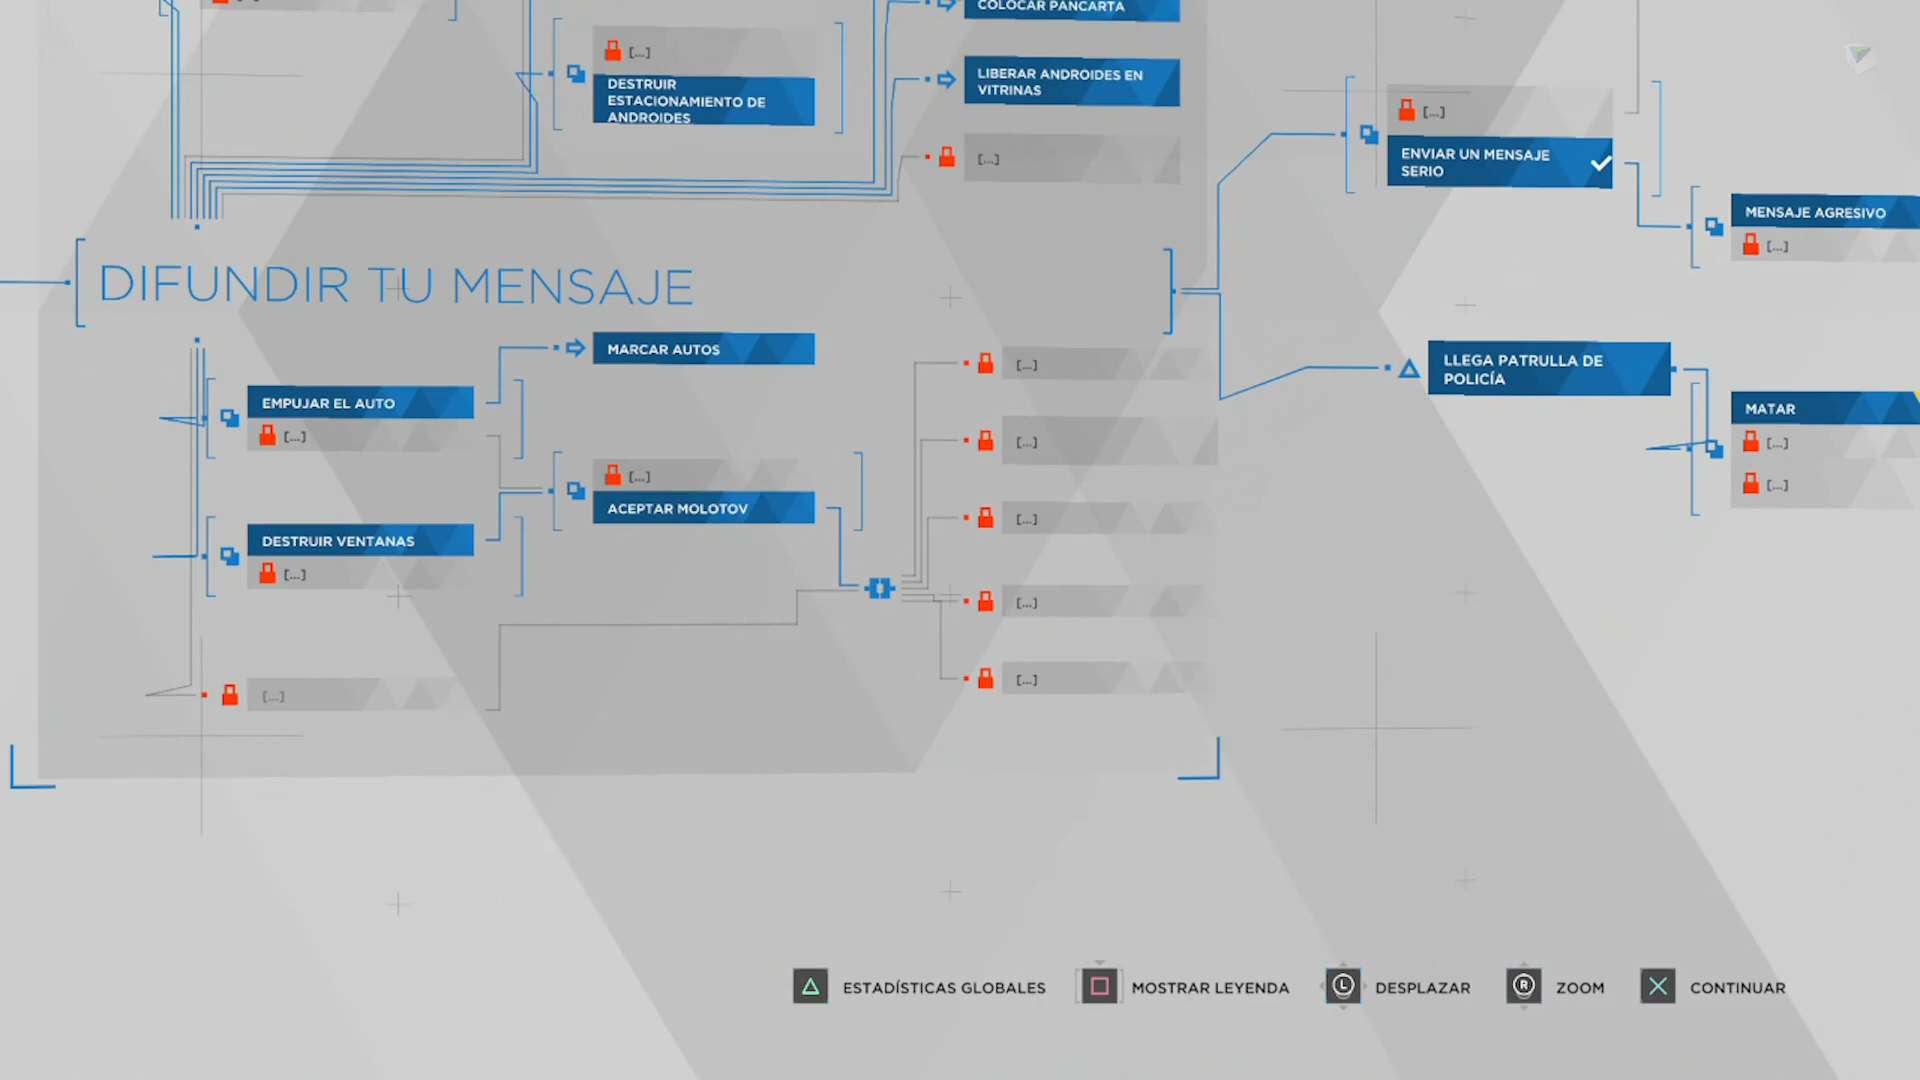 COLOCAR PANCARTA
[...]
DESTRUIR
ESTACIONAMIENTO DE
ANDROIDES
LIBERAR ANDROIDES EN
VITRINAS
[...]
[...]
ENVIAR UN MENSAJE
SERIO
MENSAJE AGRESIVO
[...]
DIFUNDIR TU MENSAJE
MARCAR AUTOS
EMPUJAR EL AUTO
[...]
[...]
ACEPTAR MOLOTOV
DESTRUIR VENTANAS
[...]
[...]
[...]
[...]
[...]
[...]
[...]
LLEGA PATRULLA DE
POLICÍA
MATAR
[...]
[...]
ESTADÍSTICAS GLOBALES
MOSTRAR LEYENDA
L
DESPLAZAR
R
ZOOM
CONTINUAR